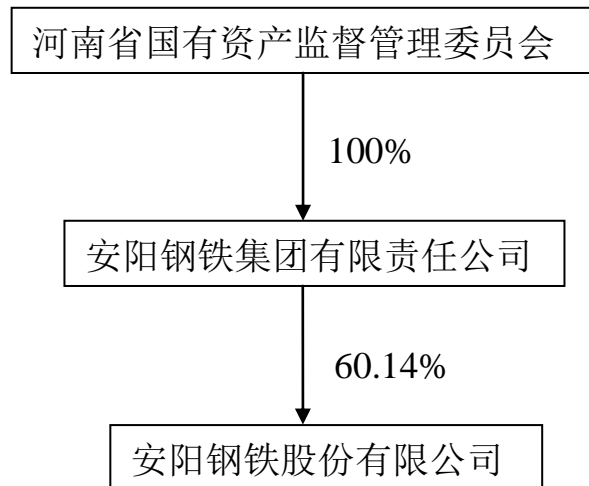 河南省国有资产监督管理委员会
100%
安阳钢铁集团有限责任公司
60.14%
安阳钢铁股份有限公司